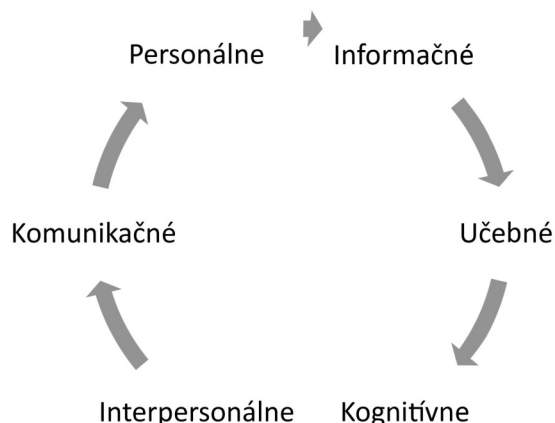 Personálne
Informačné
Komunikačné
Učebné
Interpersonálne
Kognitívne